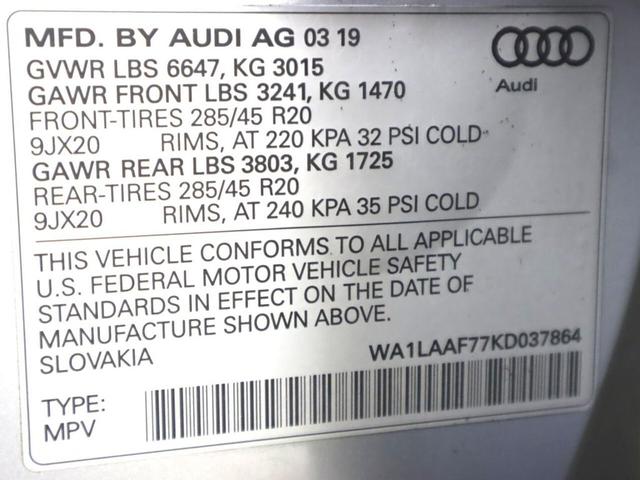 MFD. BY AUDI AG 03 19
GVWR LBS 6647, KG 3015
GAWR FRONT LBS 3241, KG 1470
FRONT-TIRES 285/45 R20
9JX20 RIMS, AT 220 KPA 32 PSI COLD
GAWR REAR LBS 3803, KG 1725
REAR-TIRES 285/45 R20
9JX20 RIMS, AT 240 KPA 35 PSI COLD
Audi
THIS VEHICLE CONFORMS TO ALL APPLICABLE
U.S. FEDERAL MOTOR VEHICLE SAFETY
STANDARDS IN EFFECT ON THE DATE OF
MANUFACTURE SHOWN ABOVE.
SLOVAKIA
WA1LAAF77KD037864
TYPE:
MPV